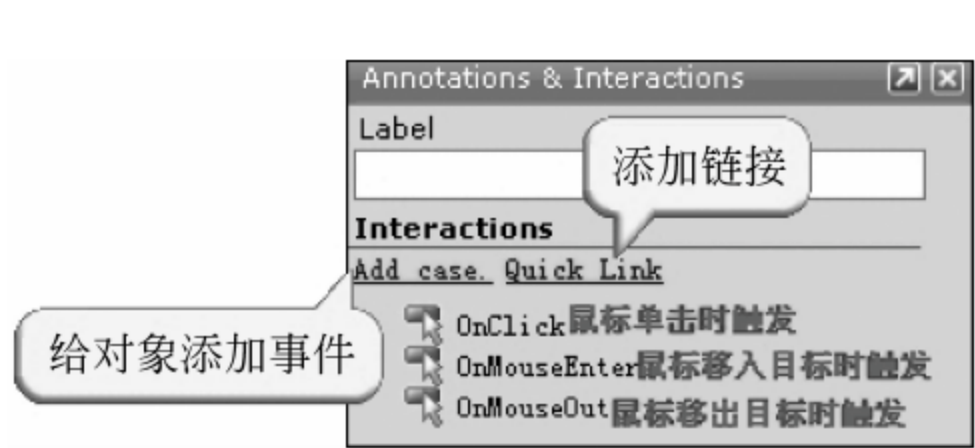 Annotations & Interactions
Label
添加链接
Interactions
Add case. Quick Link
OnClick鼠标单击时触发
给对象添加事件
OnMouseEnter鼠标移入目标时触发
OnMouseOut鼠标移出目标时触发